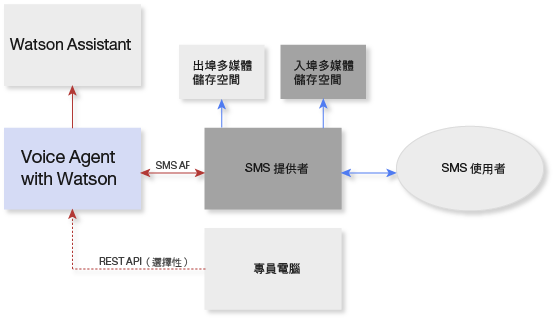 Watson Assistant
出埠多媒體
儲存空間
入埠多媒體
儲存空間
Voice Agent
with Watson
SMS AF
SMS 提供者
SMS 使用者
REST API（選擇性）
專員電腦